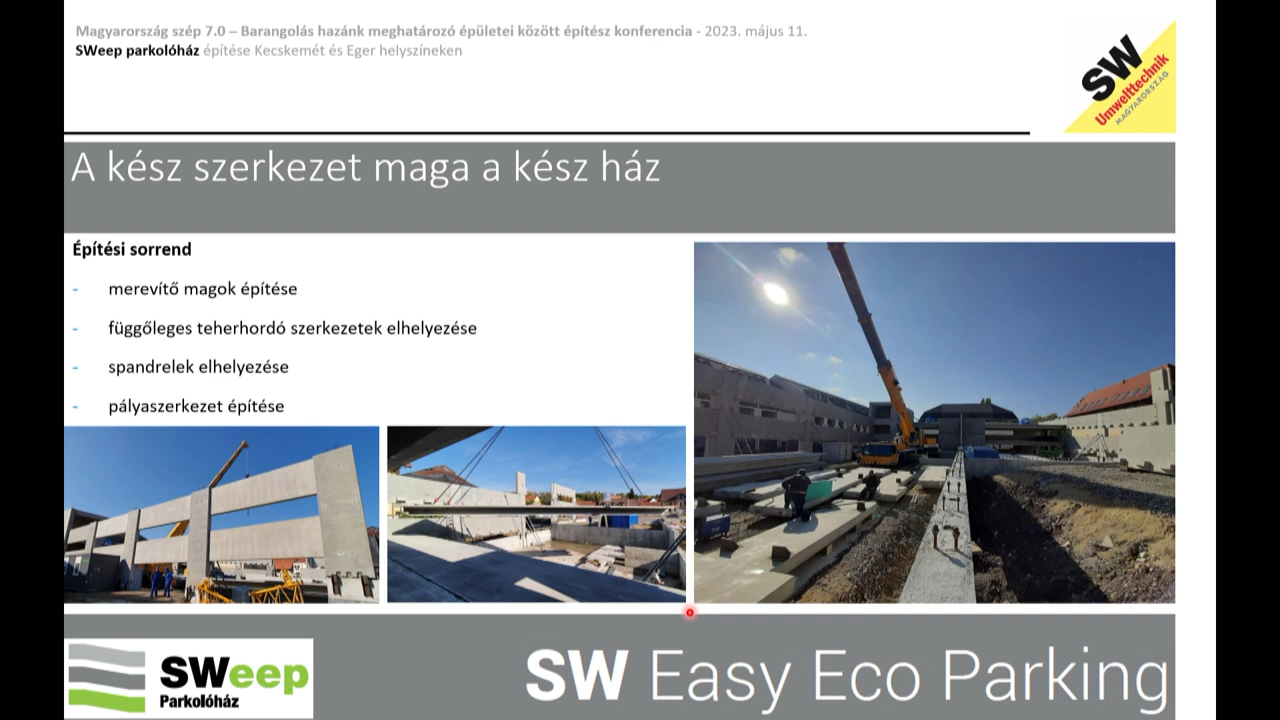 Magyarország szép 7.0 – Barangolás hazánk meghatározó épületei között építész konferencia - 2023. május 11.
SWeep parkolóház építése Kecskemét és Eger helyszíneken
SW
Umwelttechnik
MAGYARORSZÁG
A kész szerkezet maga a kész ház
Építési sorrend
- merevítő magok építése
- függőleges teherhordó szerkezetek elhelyezése
- spandrelek elhelyezése
- pályaszerkezet építése
SWeep
Parkolóház
SW Easy Eco Parking